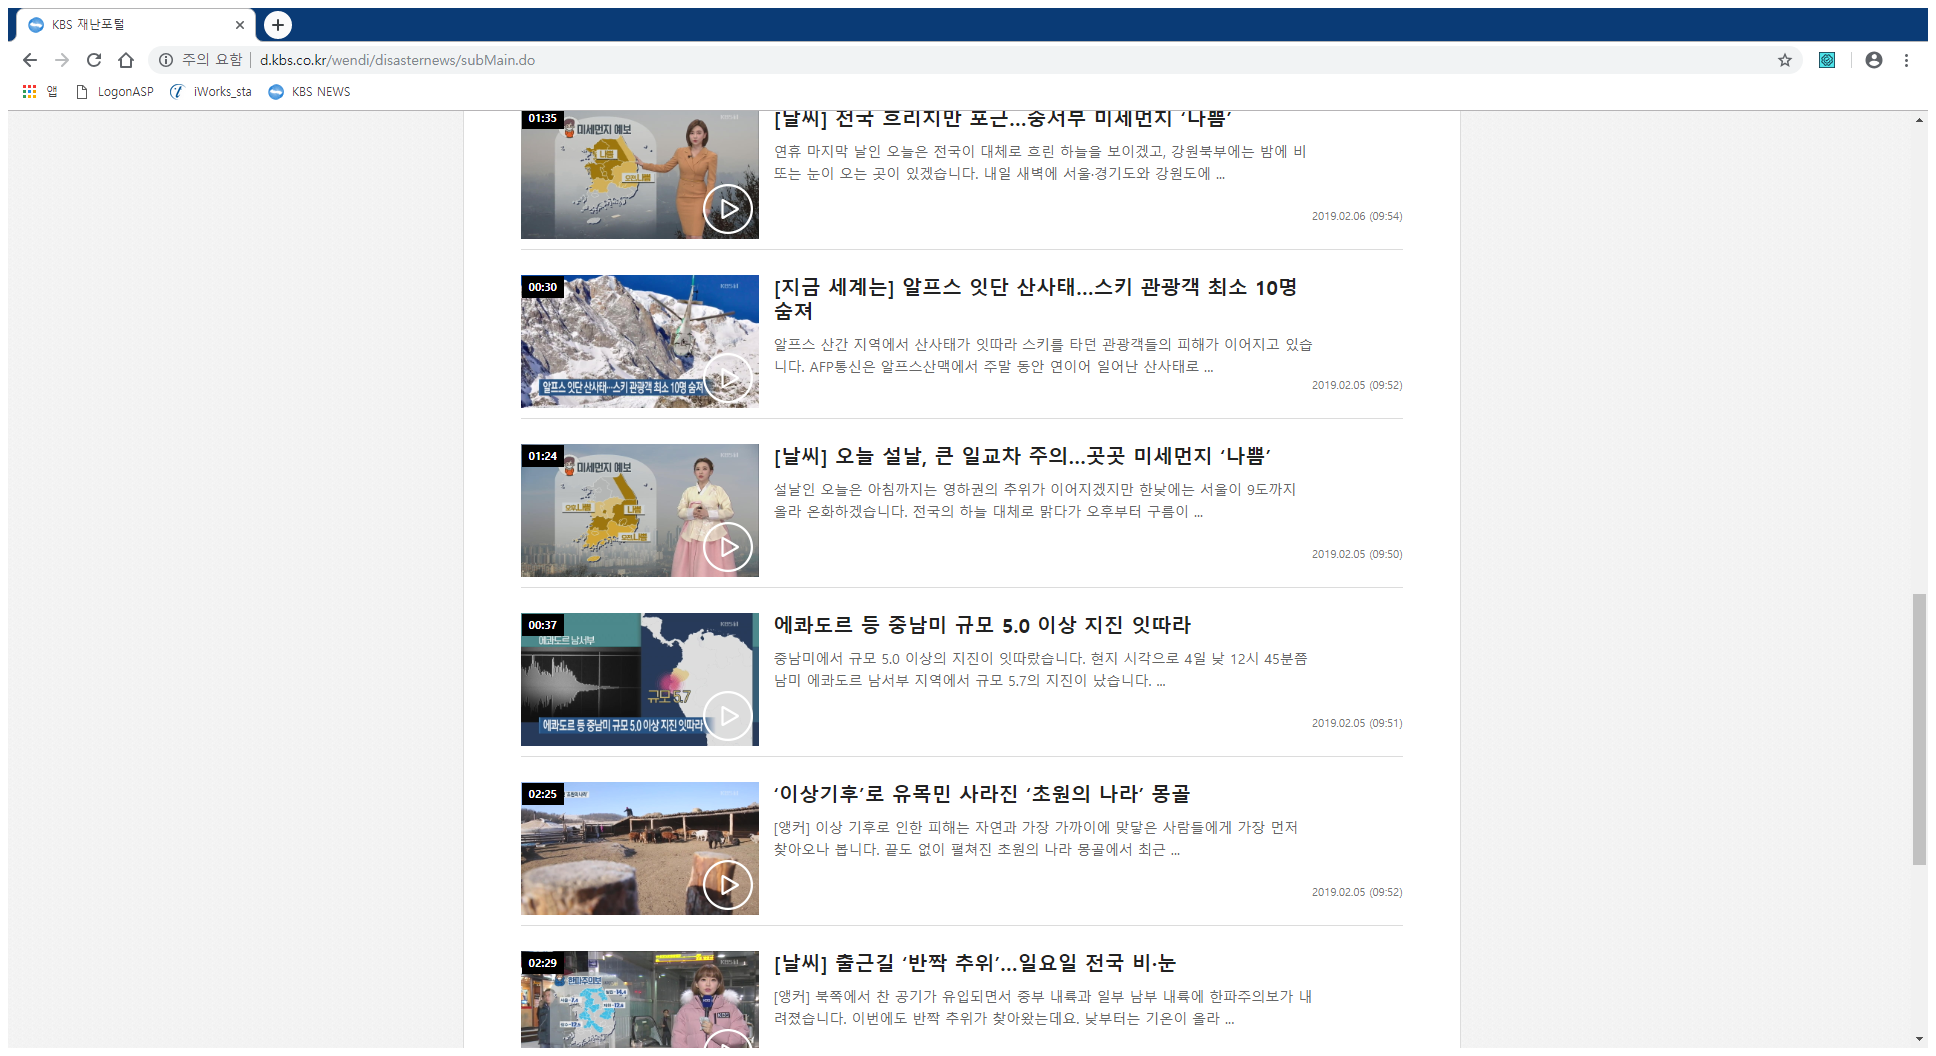 KBS 재난포털
주의 요함 | d.kbs.co.kr/wendi/disasternews/subMain.do
앱 LogonASP iWorks_sta KBS NEWS
01:35
미세먼지 예보
나쁨
오전 나쁨
[날씨] 전국 흐리지만 포근…중서부 미세먼지 ‘나쁨’
연휴 마지막 날인 오늘은 전국이 대체로 흐린 하늘을 보이겠고, 강원북부에는 밤에 비
또는 눈이 오는 곳이 있겠습니다. 내일 새벽에 서울·경기도와 강원도에 ...
2019.02.06 (09:54)
00:30
알프스 잇단 산사태…스키 관광객 최소 10명 숨져
[지금 세계는] 알프스 잇단 산사태…스키 관광객 최소 10명
숨져
알프스 산간 지역에서 산사태가 잇따라 스키를 타던 관광객들의 피해가 이어지고 있습
니다. AFP통신은 알프스산맥에서 주말 동안 연이어 일어난 산사태로 ...
2019.02.05 (09:52)
01:24
미세먼지 예보
오후 나쁨
나쁨
오전 나쁨
[날씨] 오늘 설날, 큰 일교차 주의…곳곳 미세먼지 ‘나쁨’
설날인 오늘은 아침까지는 영하권의 추위가 이어지겠지만 한낮에는 서울이 9도까지
올라 온화하겠습니다. 전국의 하늘 대체로 맑다가 오후부터 구름이 ...
2019.02.05 (09:50)
00:37
에콰도르 남서부
규모 5.7
에콰도르 등 중남미 규모 5.0 이상 지진 잇따라
에콰도르 등 중남미 규모 5.0 이상 지진 잇따라
중남미에서 규모 5.0 이상의 지진이 잇따랐습니다. 현지 시각으로 4일 낮 12시 45분쯤
남미 에콰도르 남서부 지역에서 규모 5.7의 지진이 났습니다. ...
2019.02.05 (09:51)
02:25
‘이상기후’로 유목민 사라진 ‘초원의 나라’ 몽골
[앵커] 이상 기후로 인한 피해는 자연과 가장 가까이에 맞닿은 사람들에게 가장 먼저
찾아오나 봅니다. 끝도 없이 펼쳐진 초원의 나라 몽골에서 최근 ...
2019.02.05 (09:52)
02:29
한파주의보
[날씨] 출근길 ‘반짝 추위’…일요일 전국 비·눈
[앵커] 북쪽에서 찬 공기가 유입되면서 중부 내륙과 일부 남부 내륙에 한파주의보가 내
려졌습니다. 이번에도 반짝 추위가 찾아왔는데요. 낮부터는 기온이 올라 ...